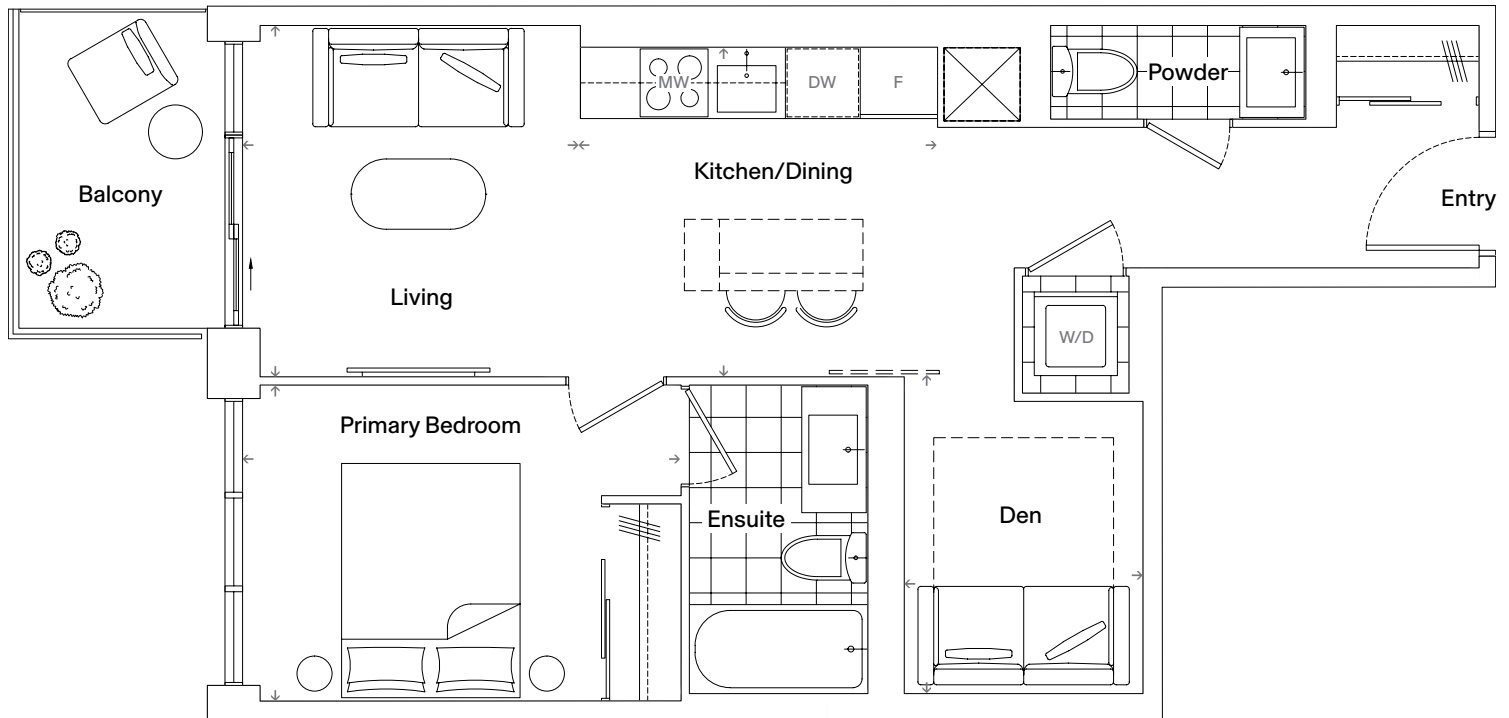 MW
DW
F
Powder
Kitchen/Dining
Balcony
Entry
Living
W/D
Primary Bedroom
Ensuite
Den